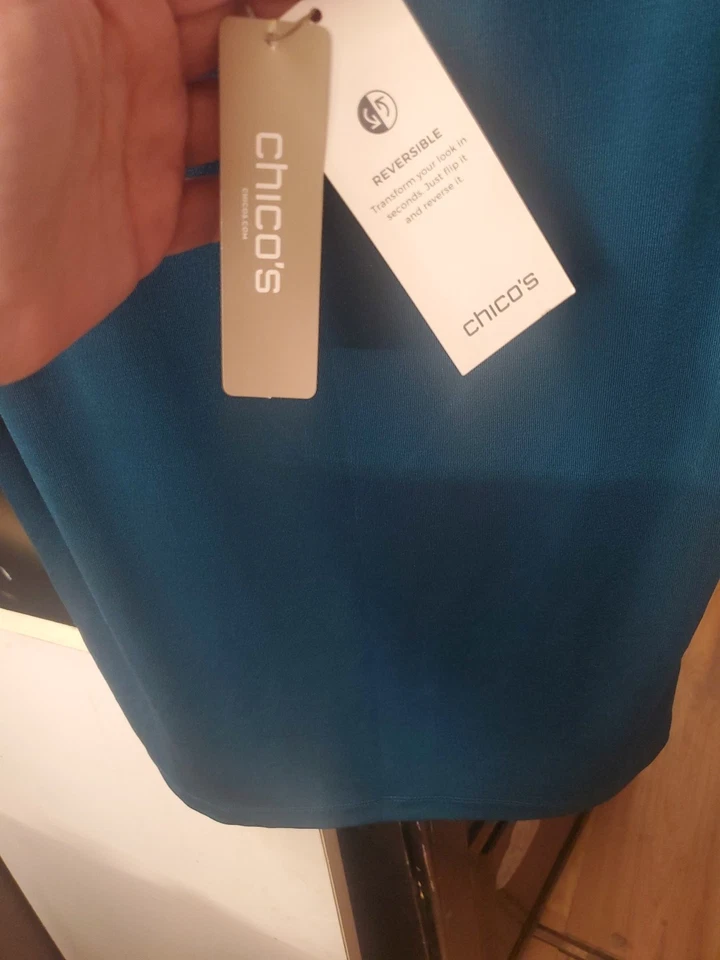 chico's
CHICOS.COM
REVERSIBLE
Transform your look in
seconds. Just flip it
and reverse it.
chico's